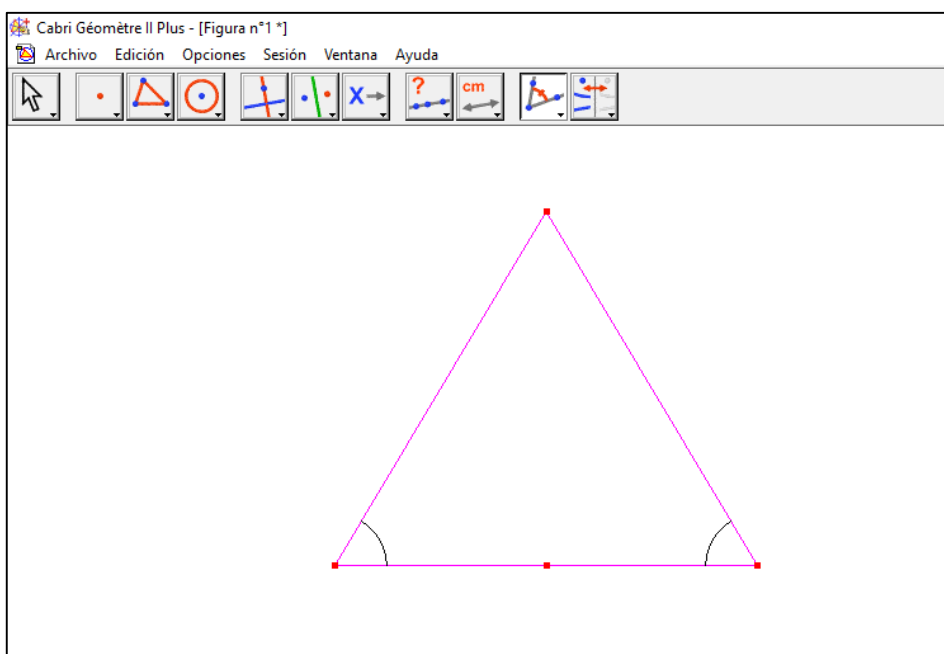 Cabri Géomètre II Plus - [Figura n°1 *]
Archivo Edición Opciones Sesión Ventana Ayuda
X ? cm